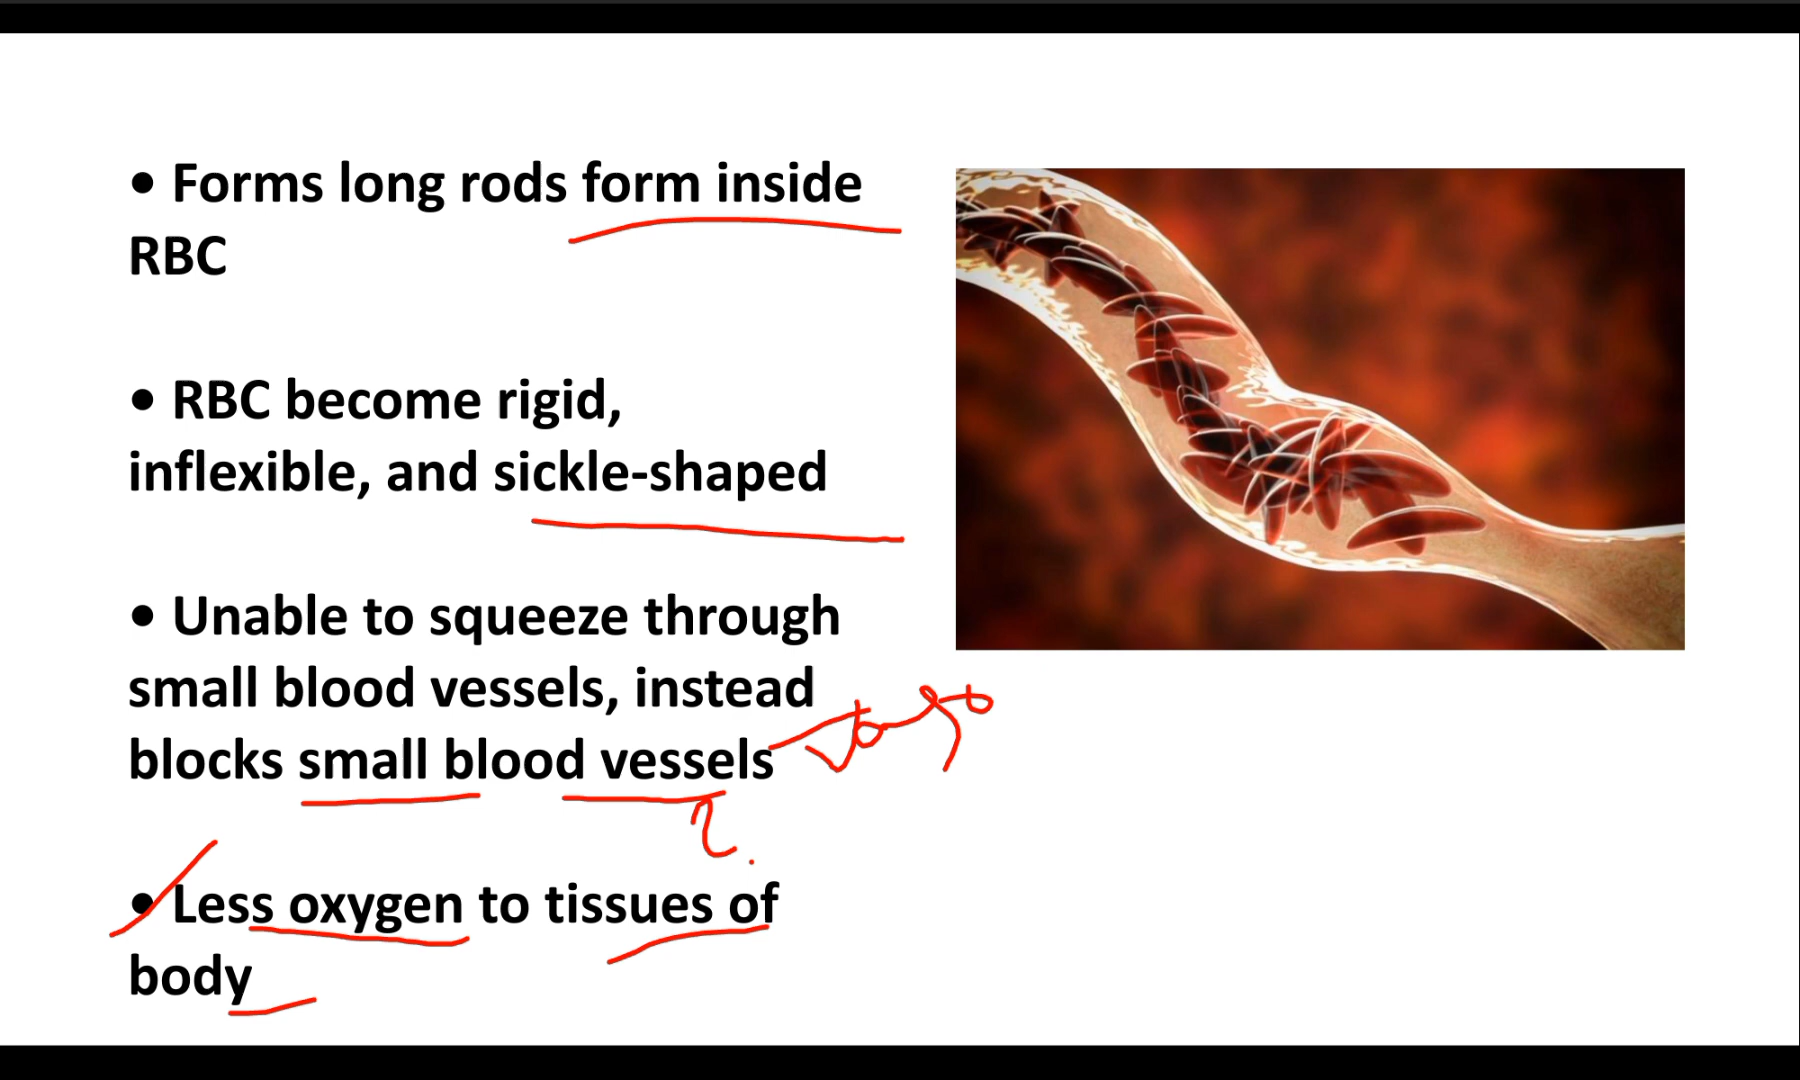 • Forms long rods form inside
RBC
• RBC become rigid,
inflexible, and sickle-shaped
• Unable to squeeze through
small blood vessels, instead
blocks small blood vessels
• Less oxygen to tissues of
body